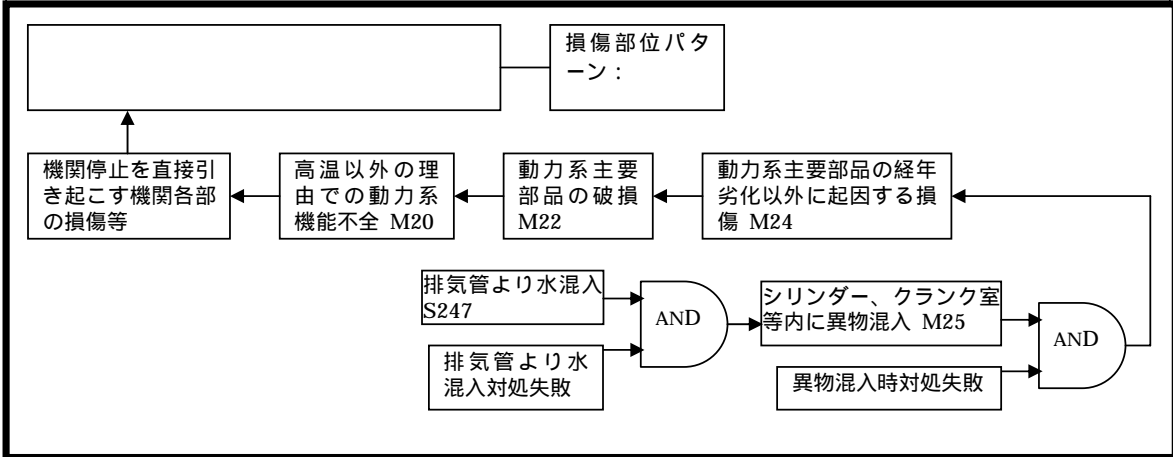 損傷部位パタ
ーン：
機関停止を直接引
き起こす機関各部
の損傷等
高温以外の理
由での動力系
機能不全 M20
動力系主要
部品の破損
M22
動力系主要部品の経年
劣化以外に起因する損
傷 M24
排気管より水混入
S247
排気管より水
混入対処失敗
AND
シリンダー、クランク室
等内に異物混入 M25
異物混入時対処失敗
AND